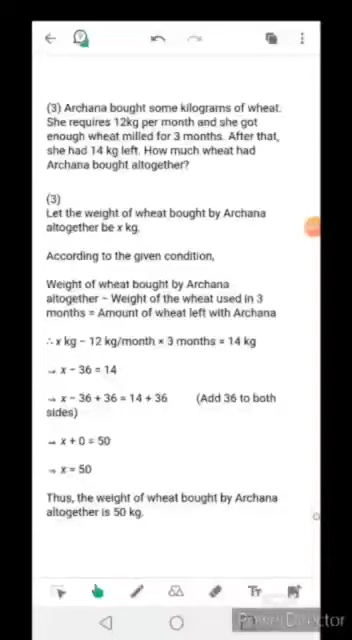 (3) Archana bought some kilograms of wheat.
She requires 12kg per month and she got
enough wheat milled for 3 months. After that,
she had 14 kg left. How much wheat had
Archana bought altogether?
(3)
Let the weight of wheat bought by Archana
altogether be x kg.
According to the given condition,
Weight of wheat bought by Archana
altogether − Weight of the wheat used in 3
months = Amount of wheat left with Archana
∴ x kg − 12 kg/month × 3 months = 14 kg
→ x − 36 = 14
→ x − 36 + 36 = 14 + 36 (Add 36 to both
sides)
→ x + 0 = 50
→ x = 50
Thus, the weight of wheat bought by Archana
altogether is 50 kg.
Tт
PowerDirector